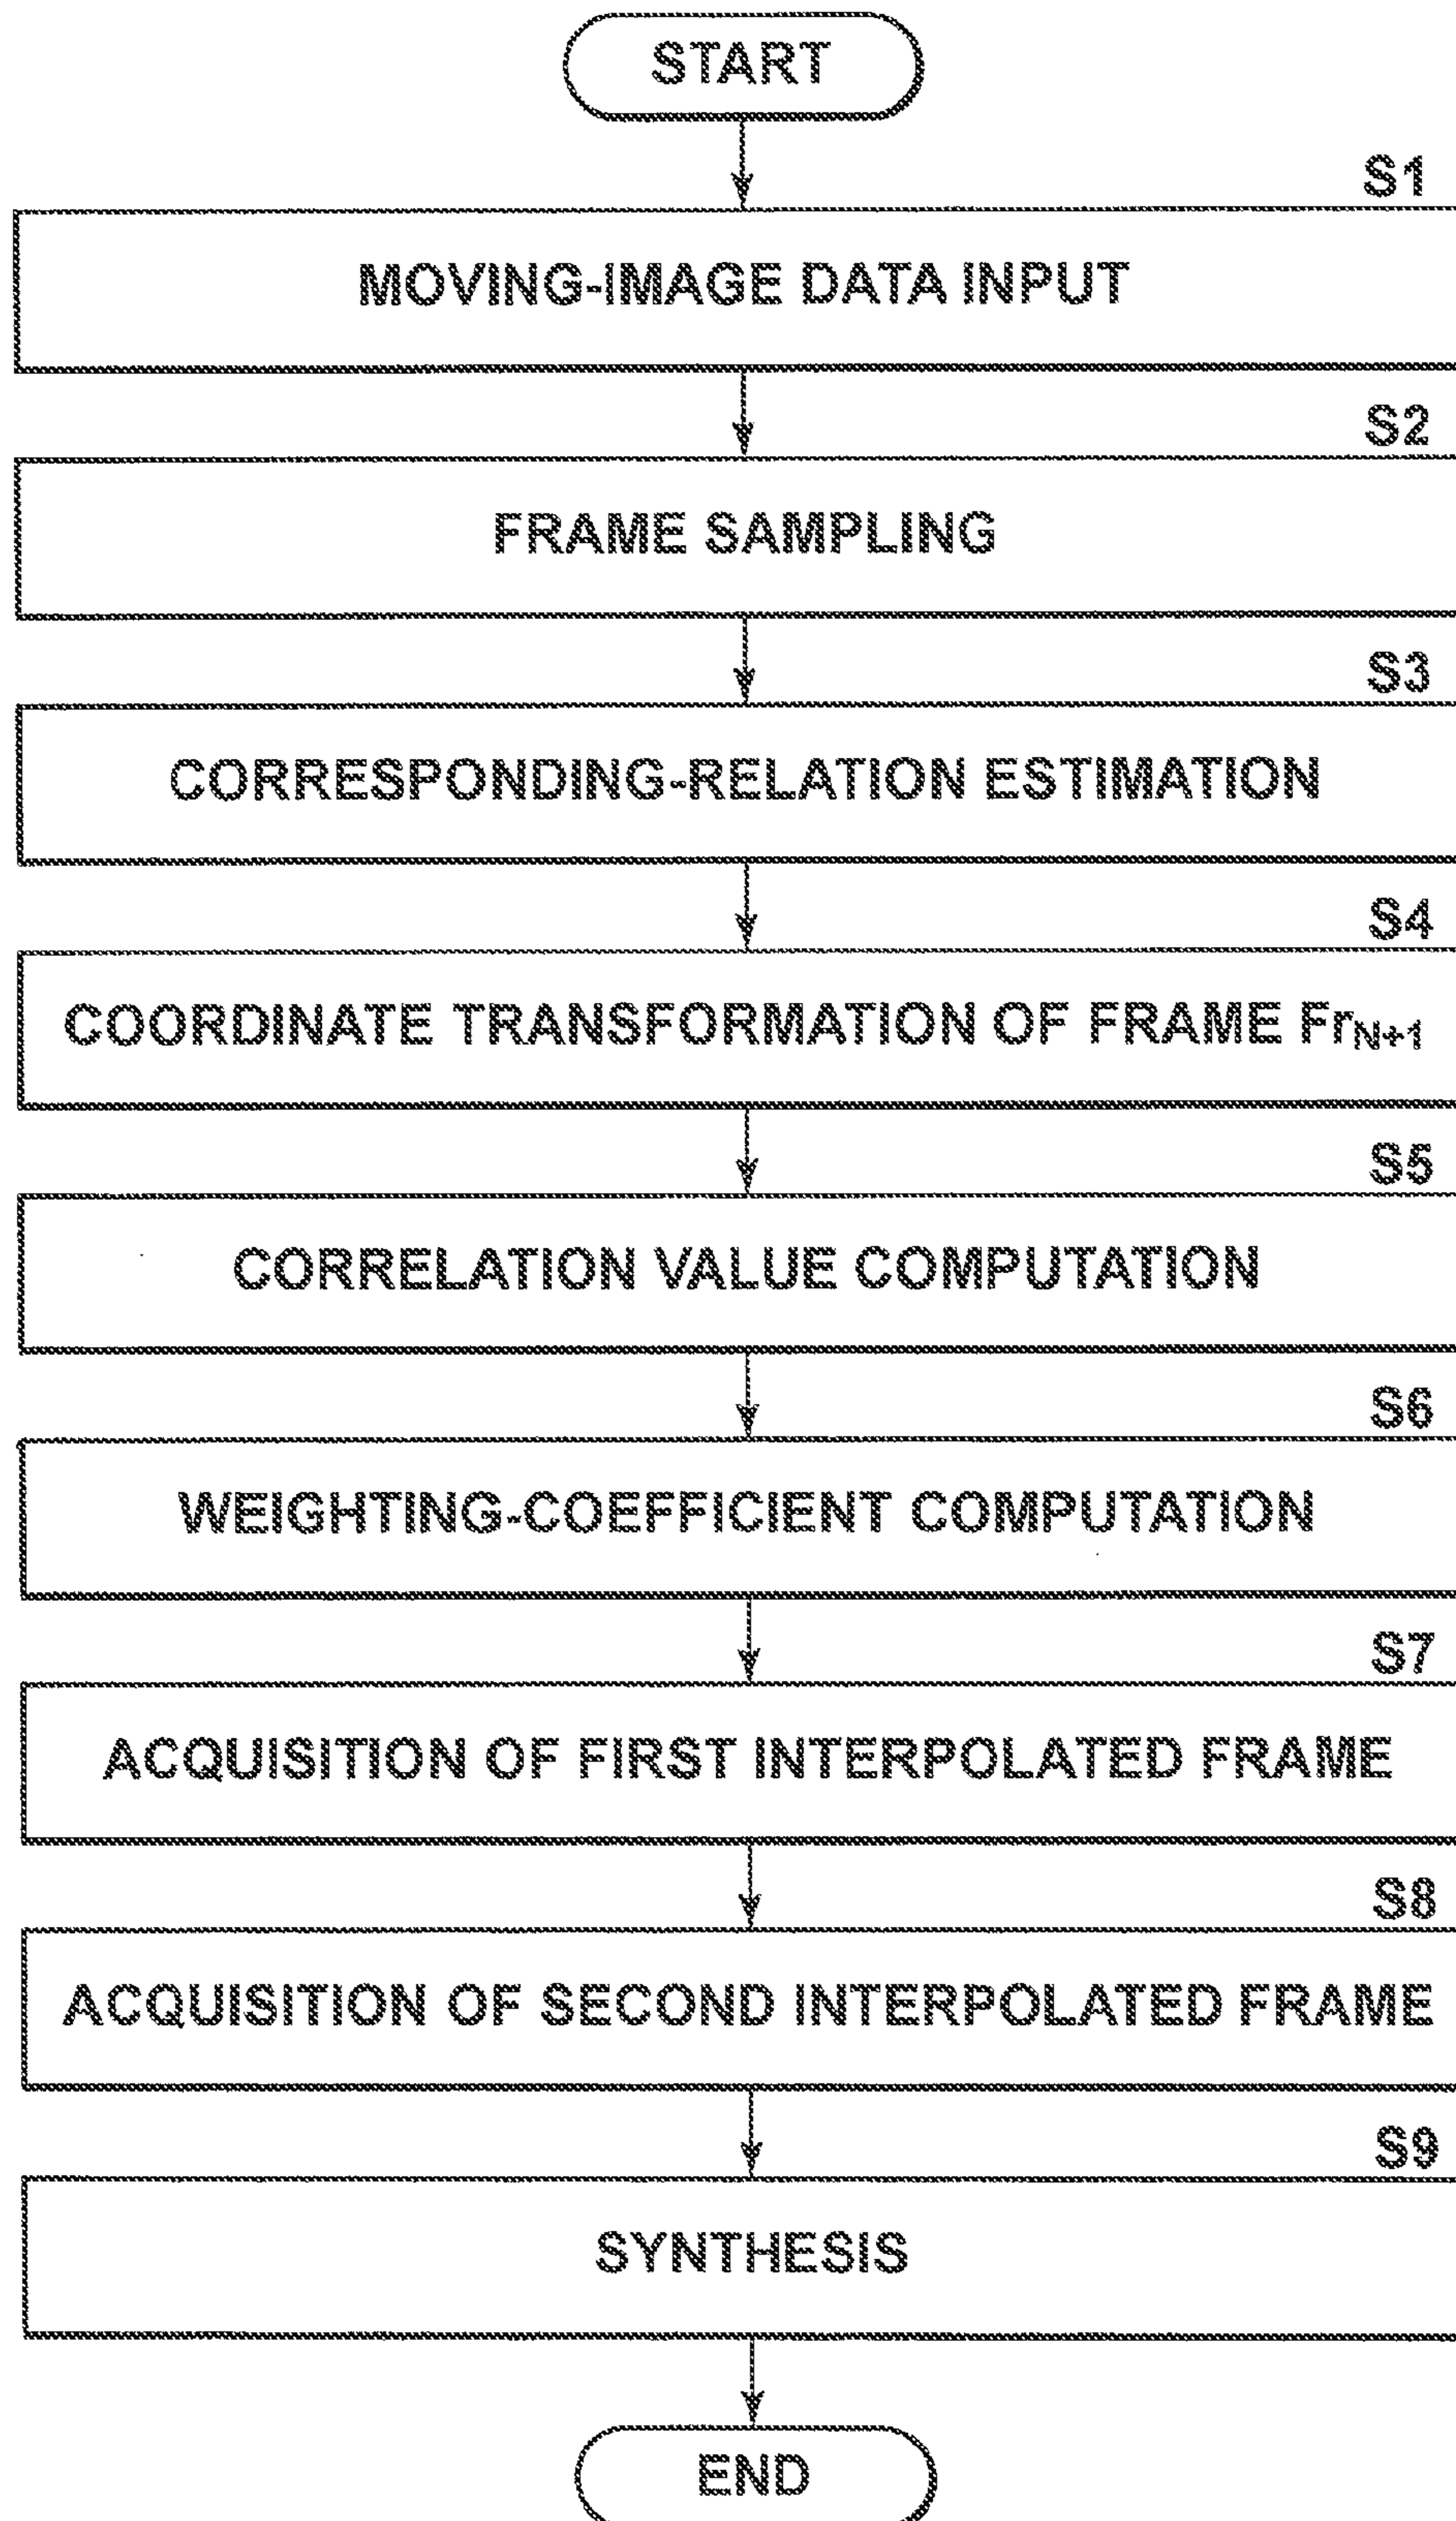 START
S1
MOVING-IMAGE DATA INPUT
S2
FRAME SAMPLING
S3
CORRESPONDING-RELATION ESTIMATION
S4
COORDINATE TRANSFORMATION OF FRAME FrN+1
S5
CORRELATION VALUE COMPUTATION
S6
WEIGHTING-COEFFICIENT COMPUTATION
S7
ACQUISITION OF FIRST INTERPOLATED FRAME
S8
ACQUISITION OF SECOND INTERPOLATED FRAME
S9
SYNTHESIS
END